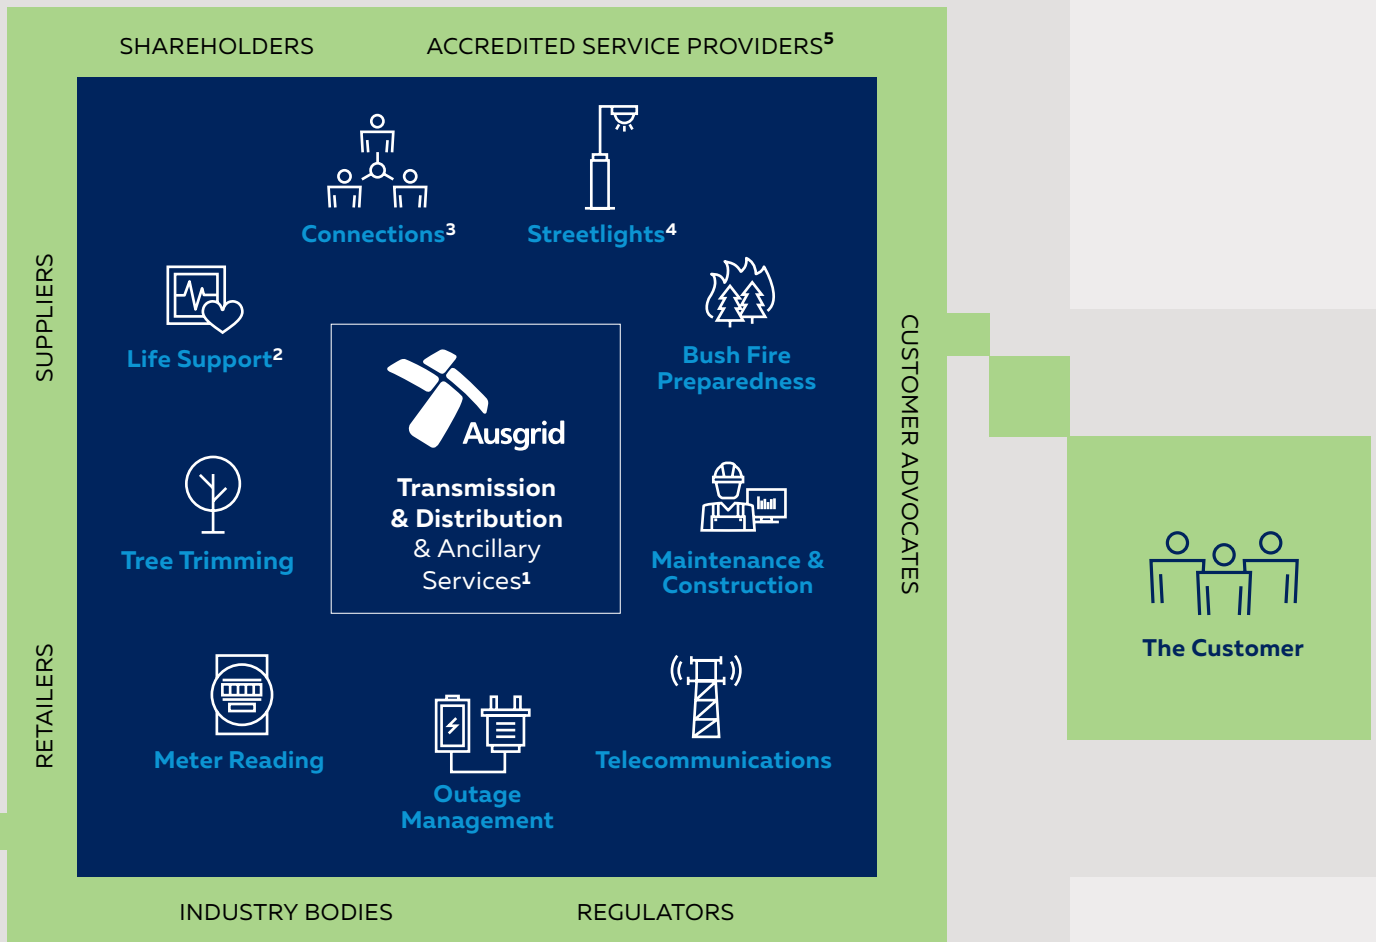 SHAREHOLDERS
ACCREDITED SERVICE PROVIDERS⁵
SUPPLIERS
RETAILERS
Connections³
Streetlights⁴
Life Support²
Bush Fire
Preparedness
Ausgrid
Transmission
& Distribution
& Ancillary
Services¹
Tree Trimming
Maintenance &
Construction
Meter Reading
Outage
Management
Telecommunications
CUSTOMER ADVOCATES
The Customer
INDUSTRY BODIES
REGULATORS